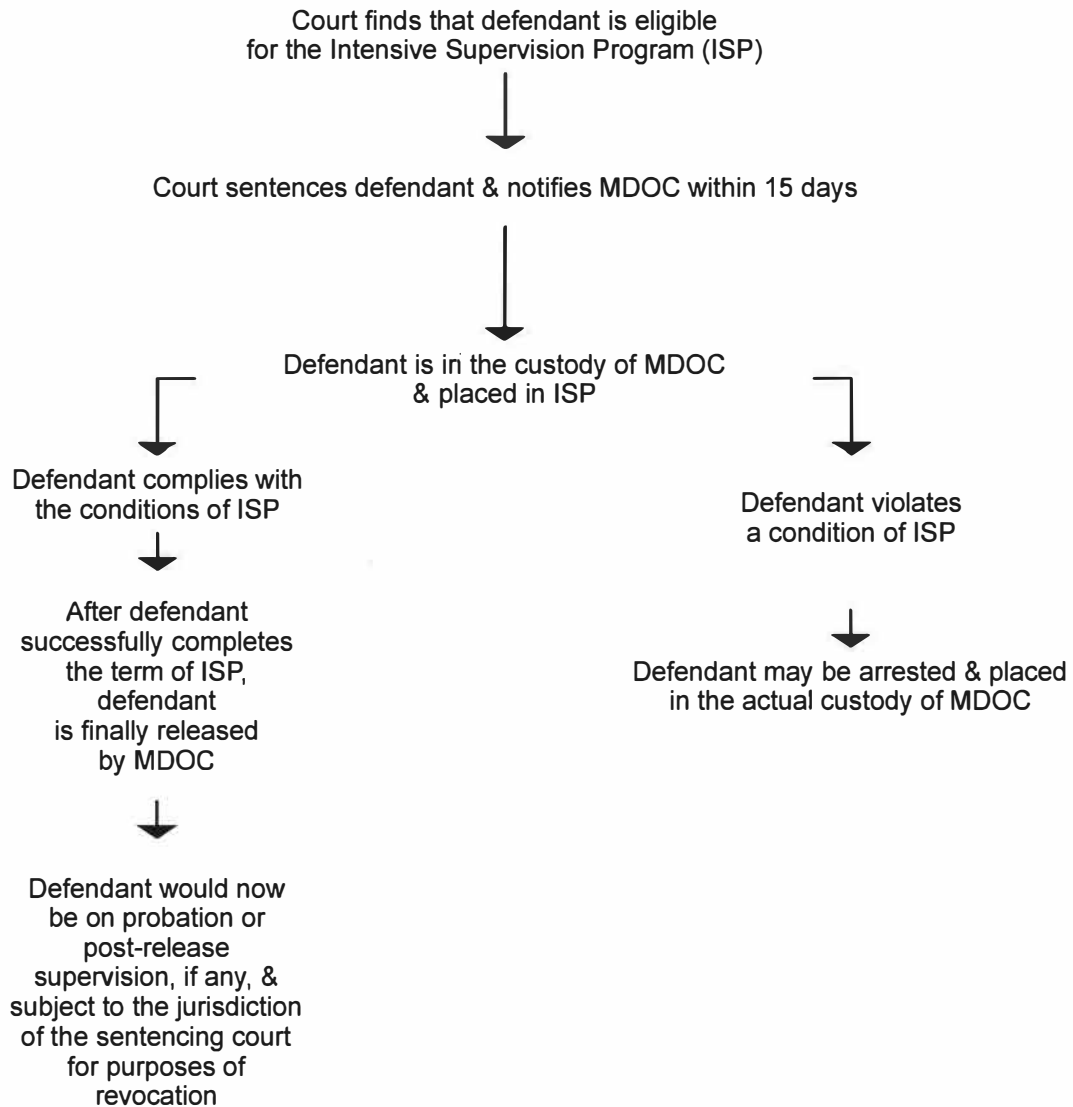 Court finds that defendant is eligible
for the Intensive Supervision Program (ISP)
Court sentences defendant & notifies MDOC within 15 days
Defendant is in the custody of MDOC
& placed in ISP
Defendant complies with
the conditions of ISP
After defendant
successfully completes
the term of ISP,
defendant
is finally released
by MDOC
Defendant would now
be on probation or
post-release
supervision, if any, &
subject to the jurisdiction
of the sentencing court
for purposes of
revocation
Defendant violates
a condition of ISP
Defendant may be arrested & placed
in the actual custody of MDOC